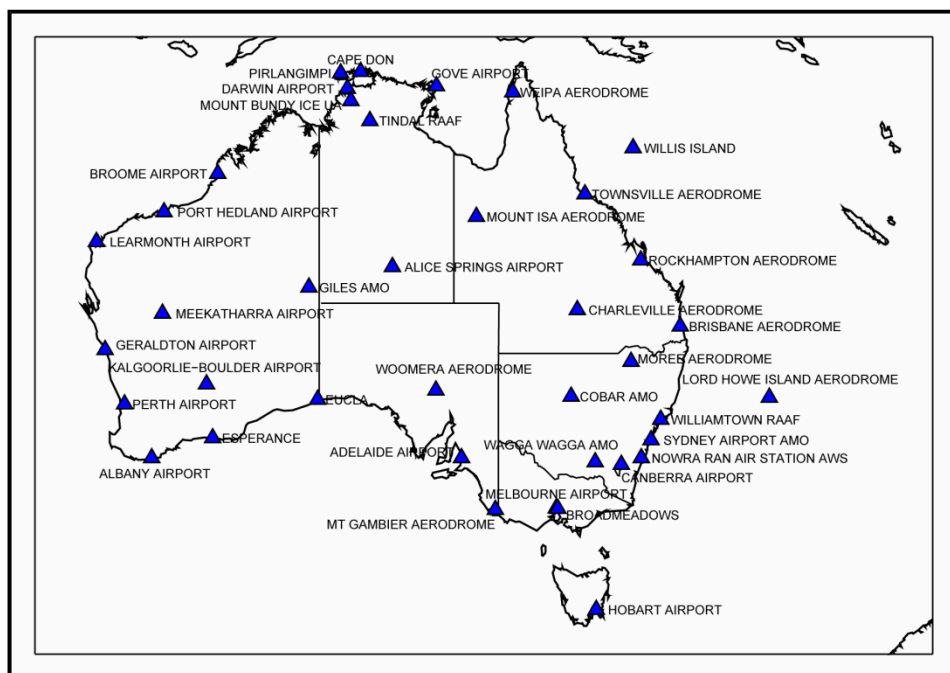 CAPE DON
PIRLANGIMPI
GOVE AIRPORT
DARWIN AIRPORT
WEIPA AERODROME
MOUNT BUNDY ICE UA
TINDAL RAAF
WILLIS ISLAND
BROOME AIRPORT
TOWNSVILLE AERODROME
PORT HEDLAND AIRPORT
MOUNT ISA AERODROME
LEARMONTH AIRPORT
ROCKHAMPTON AERODROME
ALICE SPRINGS AIRPORT
GILES AMO
CHARLEVILLE AERODROME
MEEKATHARRA AIRPORT
BRISBANE AERODROME
GERALDTON AIRPORT
MOREE AERODROME
KALGOORLIE−BOULDER AIRPORT
WOOMERA AERODROME
LORD HOWE ISLAND AERODROME
COBAR AMO
EUCLA
PERTH AIRPORT
WILLIAMTOWN RAAF
ESPERANCE
SYDNEY AIRPORT AMO
WAGGA WAGGA AMO
ADELAIDE AIRPORT
NOWRA RAN AIR STATION AWS
ALBANY AIRPORT
CANBERRA AIRPORT
MELBOURNE AIRPORT
BROADMEADOWS
MT GAMBIER AERODROME
HOBART AIRPORT